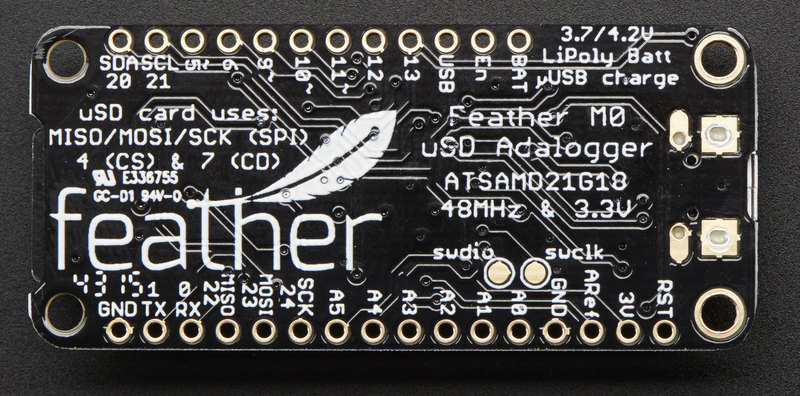 SDA SCL 5~ 6 9~ 10~ 11~ 12 13 USB En BAT
20 21
3.7/4.2V
LiPoly Batt
µUSB charge
uSD card uses:
MISO/MOSI/SCK (SPI)
4 (CS) & 7 (CD)
E336755
GC-D1 94V-0
feather
Feather M0
uSD Adalogger
ATSAMD21G18
48MHz & 3.3V
swdio swclk
4315
1 0 22 23 24
GND TX RX MISO MOSI SCK A5 A4 A3 A2 A1 A0 GND ARef 3V RST